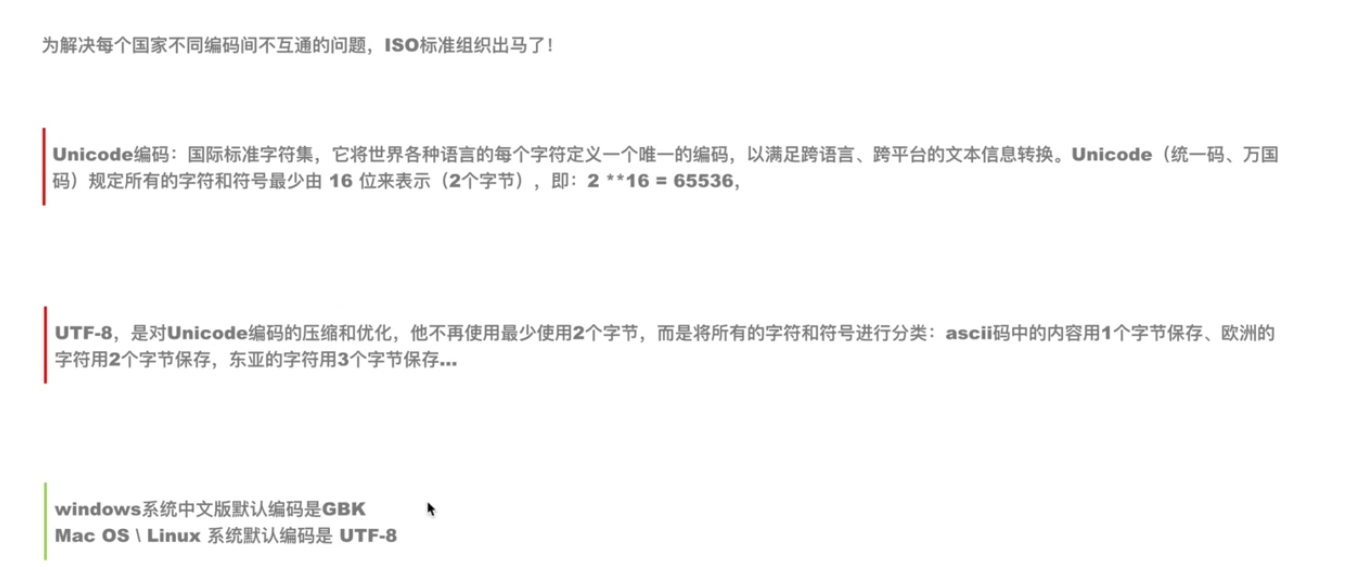 为解决每个国家不同编码间不互通的问题，ISO标准组织出马了！
Unicode编码：国际标准字符集，它将世界各种语言的每个字符定义一个唯一的编码，以满足跨语言、跨平台的文本信息转换。Unicode（统一码、万国
码）规定所有的字符和符号最少由 16 位来表示（2个字节），即：2 **16 = 65536，
UTF-8，是对Unicode编码的压缩和优化，他不再使用最少使用2个字节，而是将所有的字符和符号进行分类：ascii码中的内容用1个字节保存、欧洲的
字符用2个字节保存，东亚的字符用3个字节保存...
windows系统中文版默认编码是GBK
Mac OS \ Linux 系统默认编码是 UTF-8